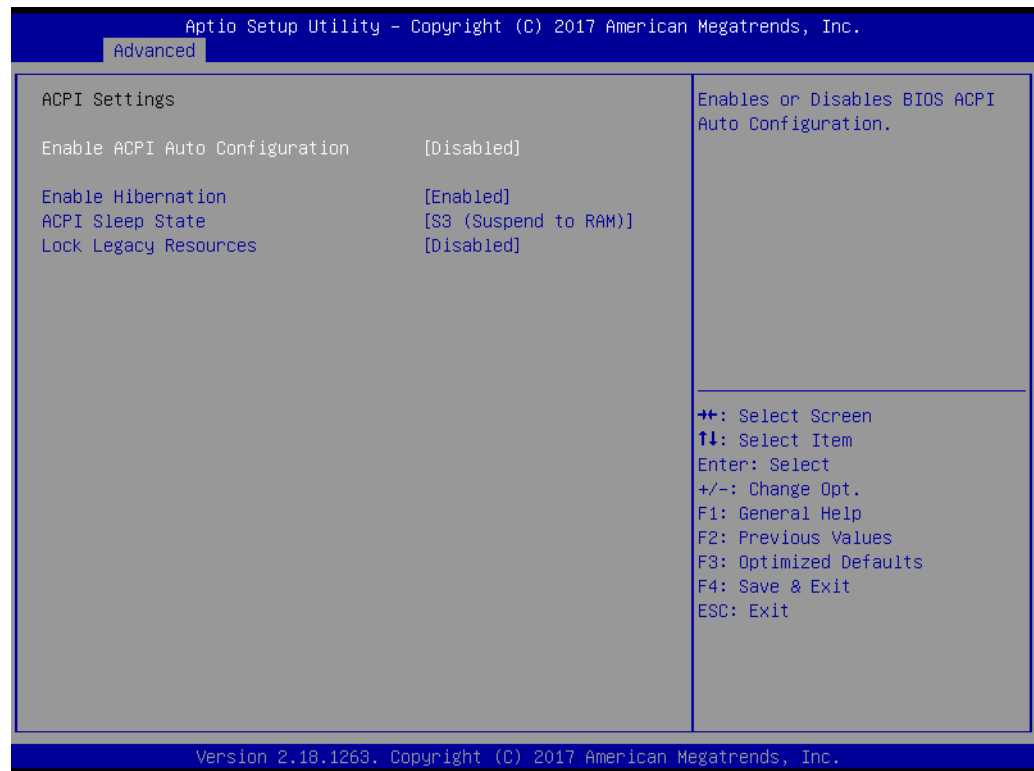 Aptio Setup Utility – Copyright (C) 2017 American Megatrends, Inc.
Advanced
ACPI Settings
Enable ACPI Auto Configuration [Disabled]
Enable Hibernation [Enabled]
ACPI Sleep State [S3 (Suspend to RAM)]
Lock Legacy Resources [Disabled]
Enables or Disables BIOS ACPI
Auto Configuration.
→←: Select Screen
↑↓: Select Item
Enter: Select
+/-: Change Opt.
F1: General Help
F2: Previous Values
F3: Optimized Defaults
F4: Save & Exit
ESC: Exit
Version 2.18.1263. Copyright (C) 2017 American Megatrends, Inc.